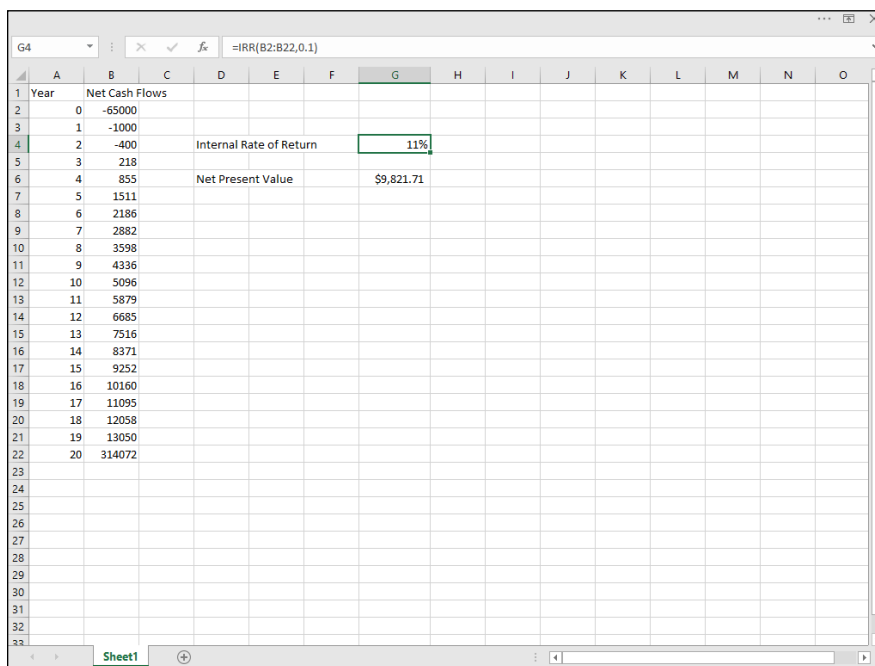 G4 fx =IRR(B2:B22,0.1)
A B C D E F G H I J K L M N O
1 Year Net Cash Flows
2 0 -65000
3 1 -1000
4 2 -400 Internal Rate of Return 11%
5 3 218
6 4 855 Net Present Value $9,821.71
7 5 1511
8 6 2186
9 7 2882
10 8 3598
11 9 4336
12 10 5096
13 11 5879
14 12 6685
15 13 7516
16 14 8371
17 15 9252
18 16 10160
19 17 11095
20 18 12058
21 19 13050
22 20 314072
23
24
25
26
27
28
29
30
31
32
33
Sheet1